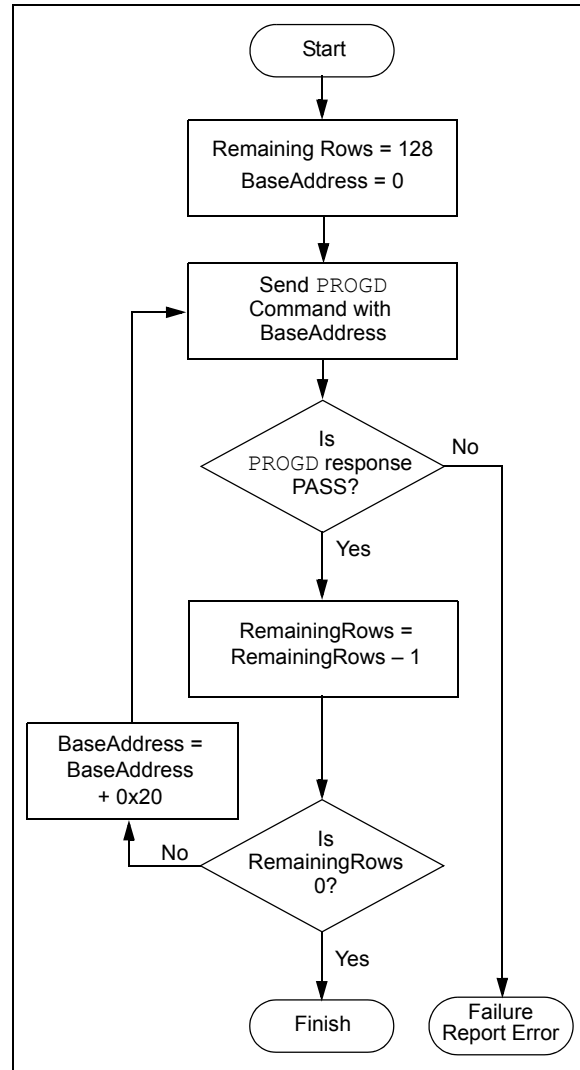 Start
Remaining Rows = 128
BaseAddress = 0
Send PROGD
Command with
BaseAddress
Is
PROGD response
PASS?
No
Yes
RemainingRows =
RemainingRows – 1
BaseAddress =
BaseAddress
+ 0x20
Is
RemainingRows
0?
No
Yes
Finish
Failure
Report Error